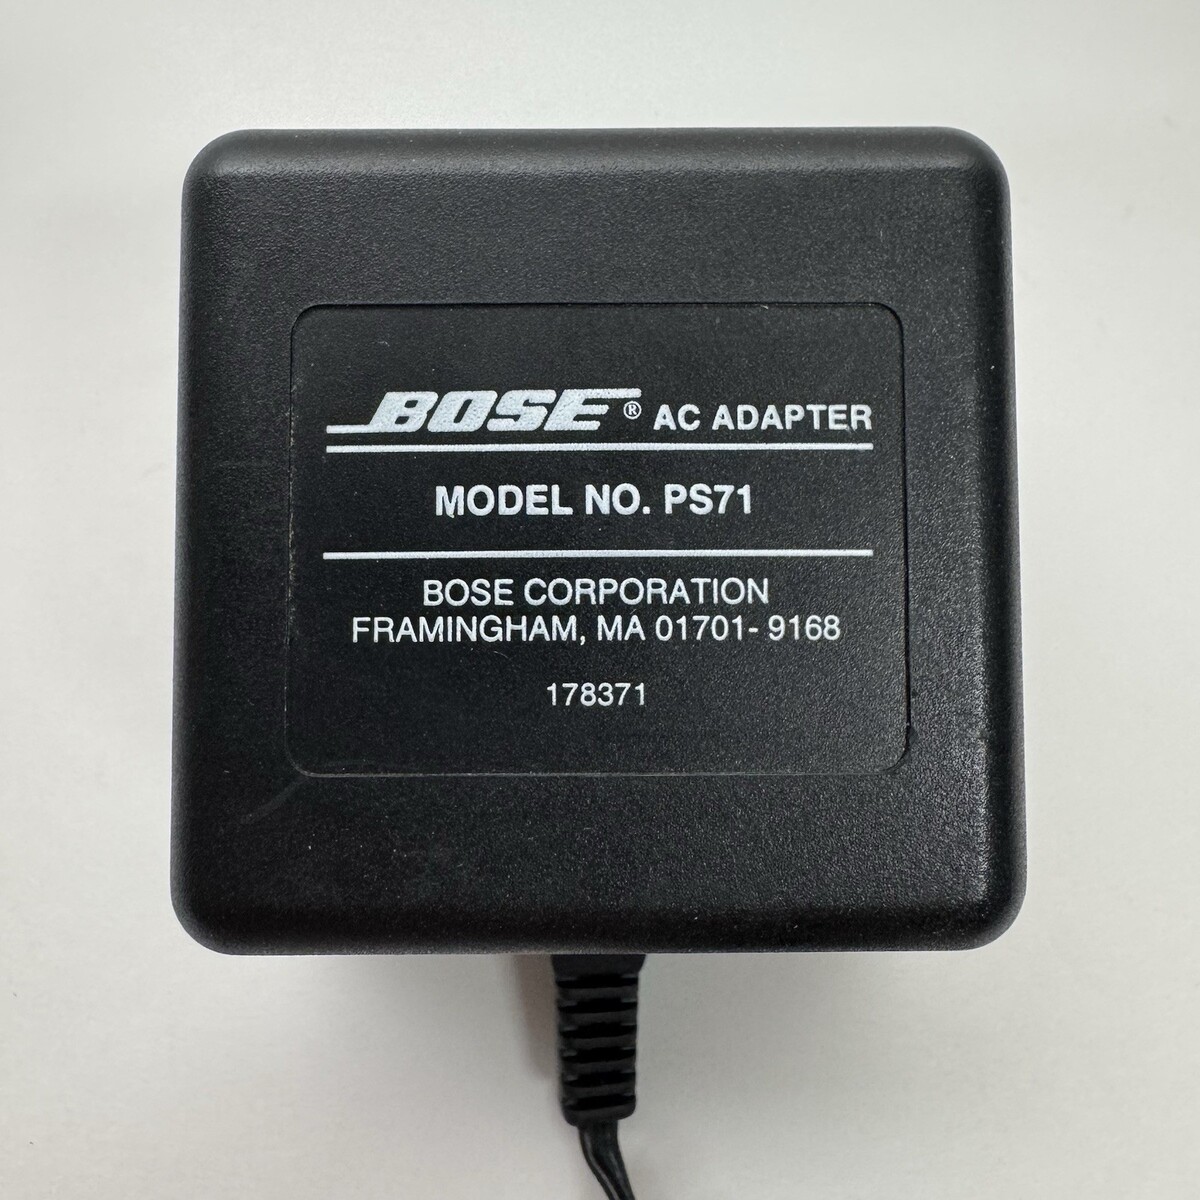 BOSE® AC ADAPTER
MODEL NO. PS71
BOSE CORPORATION
FRAMINGHAM, MA 01701- 9168
178371